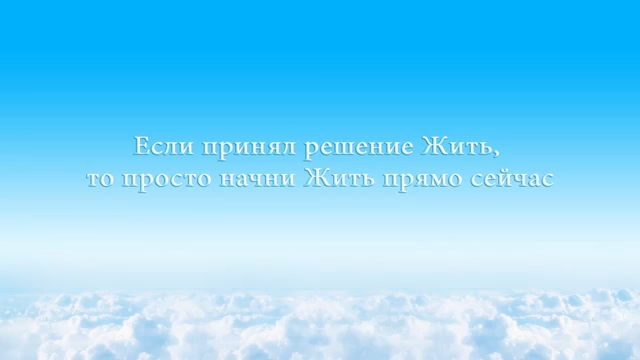 Если принял решение Жить,
то просто начни Жить прямо сейчас